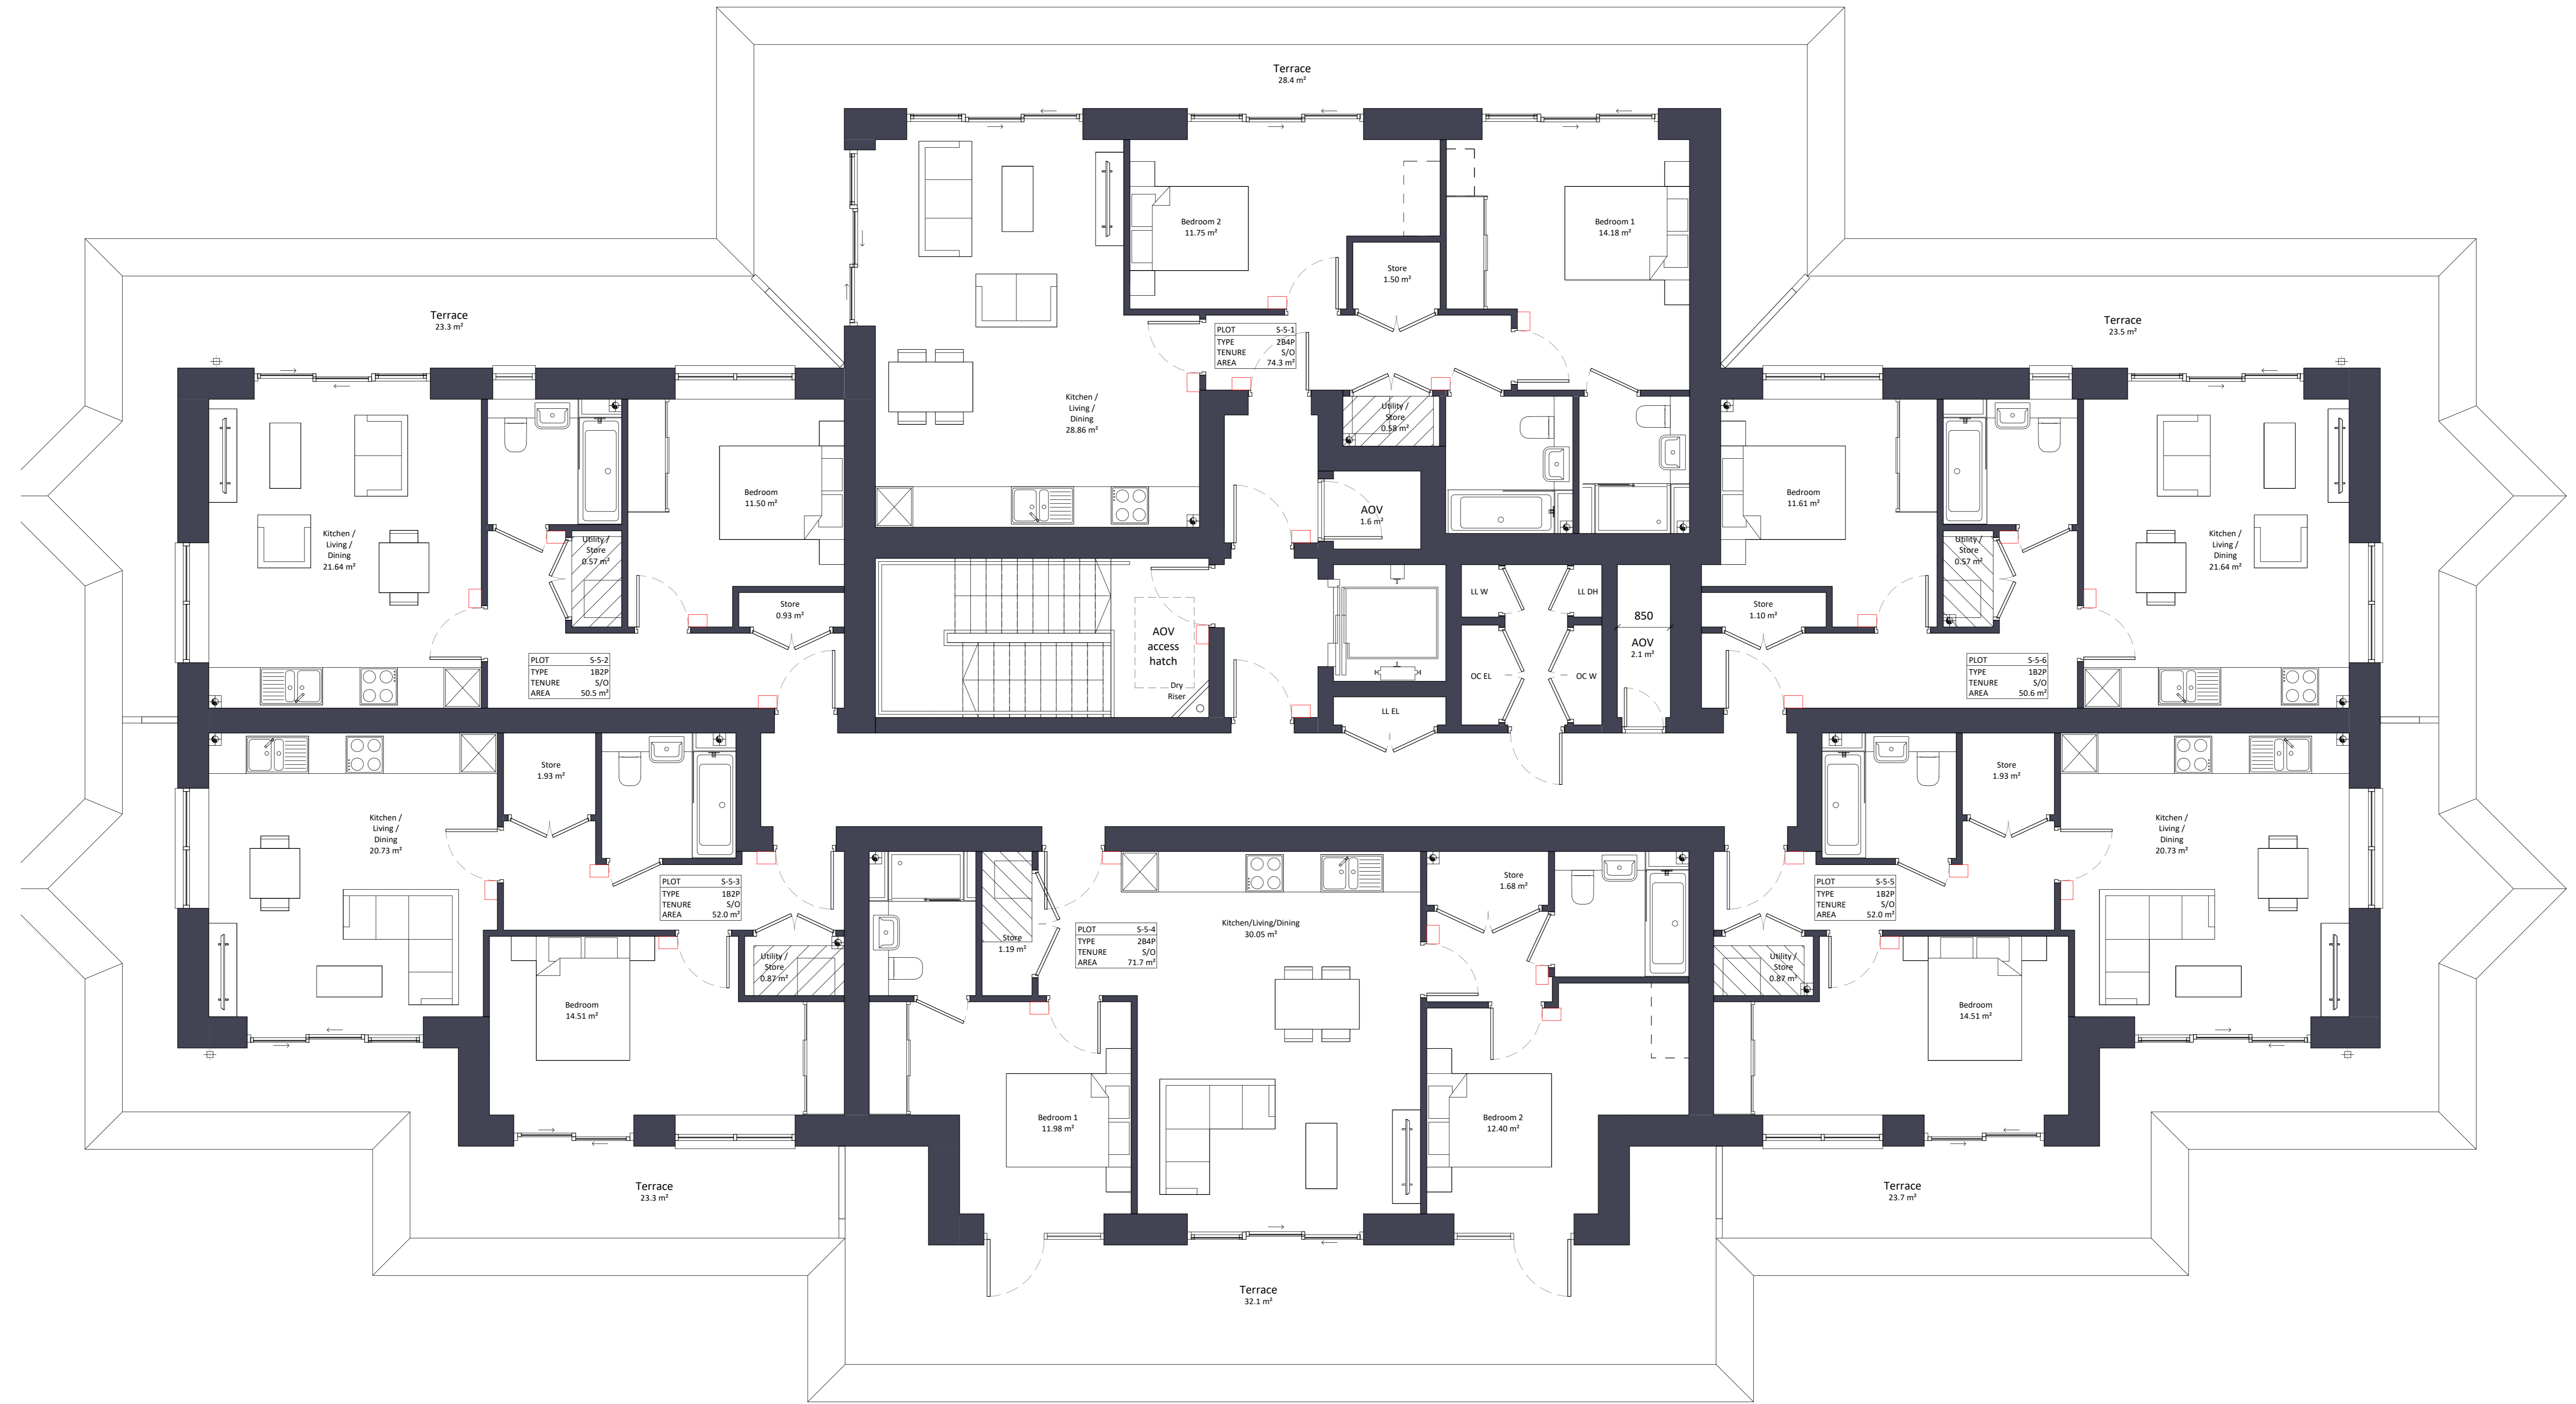 Terrace
28.4 m²
Bedroom 2
11.75 m²
Bedroom 1
14.18 m²
Store
1.50 m²
Terrace
23.3 m²
Terrace
23.5 m²
PLOT S-5-1
TYPE 2B4P
TENURE S/O
AREA 74.3 m²
Kitchen /
Living /
Dining
28.86 m²
Utility /
Store
0.58 m²
Bedroom
11.50 m²
AOV
1.6 m²
Bedroom
11.61 m²
Kitchen /
Living /
Dining
21.64 m²
Utility /
Store
0.57 m²
Utility /
Store
0.57 m²
Kitchen /
Living /
Dining
21.64 m²
Store
0.93 m²
AOV
access
hatch
Dry
Riser
LL W
LL DH
850
AOV
2.1 m²
Store
1.10 m²
OC EL
OC W
LL EL
PLOT S-5-2
TYPE 1B2P
TENURE S/O
AREA 50.5 m²
PLOT S-5-6
TYPE 1B2P
TENURE S/O
AREA 50.6 m²
Store
1.93 m²
Store
1.93 m²
Kitchen /
Living /
Dining
20.73 m²
Kitchen /
Living /
Dining
20.73 m²
PLOT S-5-3
TYPE 1B2P
TENURE S/O
AREA 52.0 m²
Store
1.68 m²
PLOT S-5-5
TYPE 1B2P
TENURE S/O
AREA 52.0 m²
Store
1.19 m²
PLOT S-5-4
TYPE 2B4P
TENURE S/O
AREA 71.7 m²
Kitchen/Living/Dining
30.05 m²
Utility /
Store
0.87 m²
Utility /
Store
0.87 m²
Bedroom
14.51 m²
Bedroom
14.51 m²
Bedroom 1
11.98 m²
Bedroom 2
12.40 m²
Terrace
23.3 m²
Terrace
23.7 m²
Terrace
32.1 m²